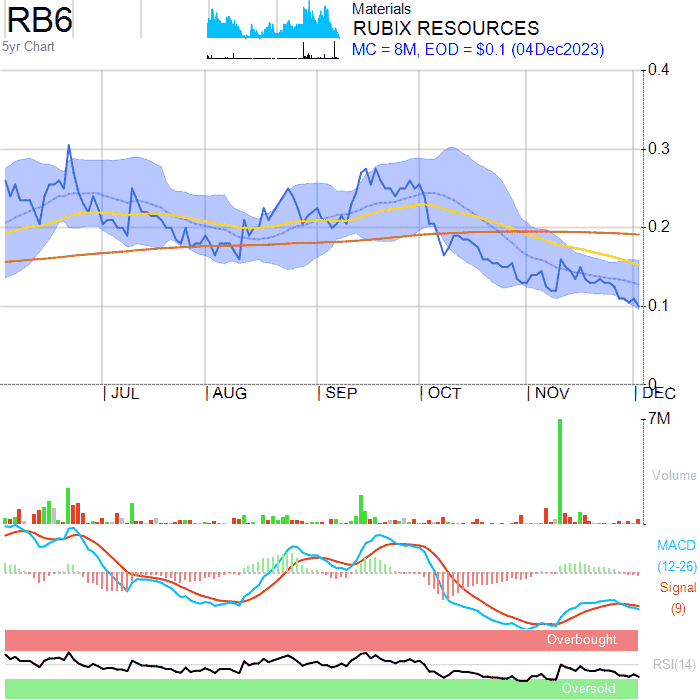 RB6
5yr Chart
Materials
RUBIX RESOURCES
MC = 8M, EOD = $0.1 (04Dec2023)
0.4
0.3
0.2
0.1
0
JUL AUG SEP OCT NOV DEC
7M
Volume
MACD
(12-26)
Signal
(9)
Overbought
RSI(14)
Oversold